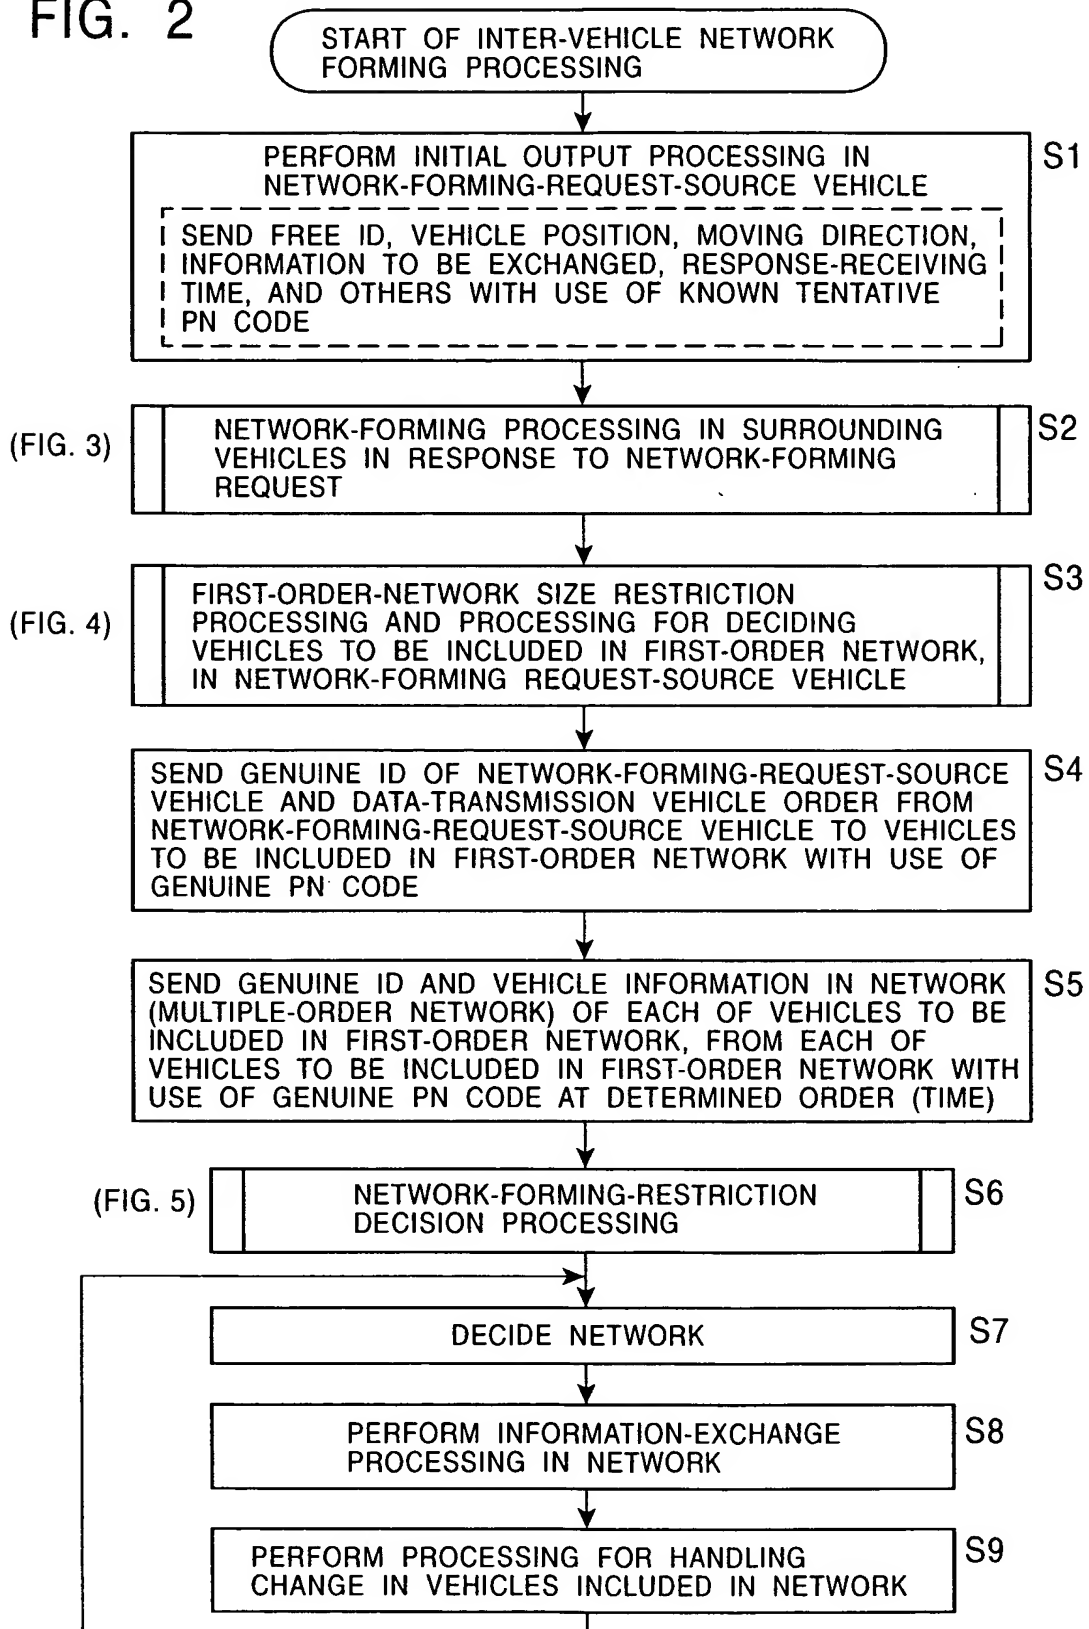 FIG. 2
START OF INTER-VEHICLE NETWORK
FORMING PROCESSING
PERFORM INITIAL OUTPUT PROCESSING IN
NETWORK-FORMING-REQUEST-SOURCE VEHICLE
S1
SEND FREE ID, VEHICLE POSITION, MOVING DIRECTION,
INFORMATION TO BE EXCHANGED, RESPONSE-RECEIVING
TIME, AND OTHERS WITH USE OF KNOWN TENTATIVE
PN CODE
(FIG. 3)
NETWORK-FORMING PROCESSING IN SURROUNDING
VEHICLES IN RESPONSE TO NETWORK-FORMING
REQUEST
S2
(FIG. 4)
FIRST-ORDER-NETWORK SIZE RESTRICTION
PROCESSING AND PROCESSING FOR DECIDING
VEHICLES TO BE INCLUDED IN FIRST-ORDER NETWORK,
IN NETWORK-FORMING REQUEST-SOURCE VEHICLE
S3
SEND GENUINE ID OF NETWORK-FORMING-REQUEST-SOURCE
VEHICLE AND DATA-TRANSMISSION VEHICLE ORDER FROM
NETWORK-FORMING-REQUEST-SOURCE VEHICLE TO VEHICLES
TO BE INCLUDED IN FIRST-ORDER NETWORK WITH USE OF
GENUINE PN CODE
S4
SEND GENUINE ID AND VEHICLE INFORMATION IN NETWORK
(MULTIPLE-ORDER NETWORK) OF EACH OF VEHICLES TO BE
INCLUDED IN FIRST-ORDER NETWORK, FROM EACH OF
VEHICLES TO BE INCLUDED IN FIRST-ORDER NETWORK WITH
USE OF GENUINE PN CODE AT DETERMINED ORDER (TIME)
S5
(FIG. 5)
NETWORK-FORMING-RESTRICTION
DECISION PROCESSING
S6
DECIDE NETWORK
S7
PERFORM INFORMATION-EXCHANGE
PROCESSING IN NETWORK
S8
PERFORM PROCESSING FOR HANDLING
CHANGE IN VEHICLES INCLUDED IN NETWORK
S9